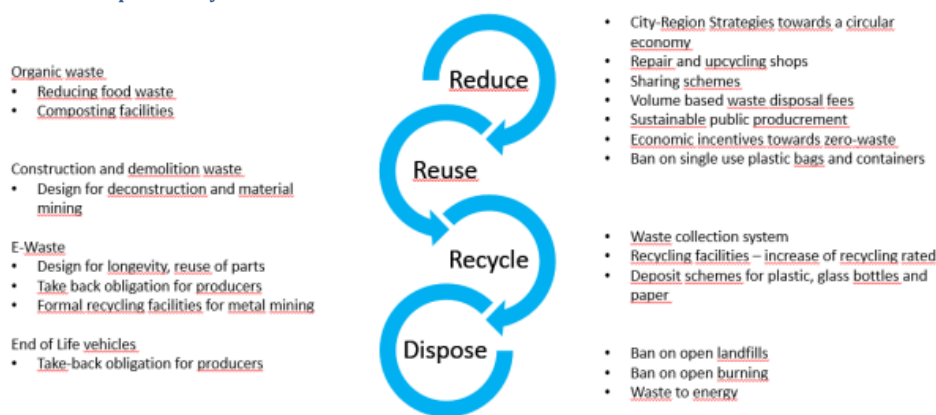 Organic waste
• Reducing food waste
• Composting facilities
Construction and demolition waste
• Design for deconstruction and material
mining
E-Waste
• Design for longevity, reuse of parts
• Take back obligation for producers
• Formal recycling facilities for metal mining
End of Life vehicles
• Take-back obligation for producers
Reduce
Reuse
Recycle
Dispose
• City-Region Strategies towards a circular
economy
• Repair and upcycling shops
• Sharing schemes
• Volume based waste disposal fees
• Sustainable public producrement
• Economic incentives towards zero-waste
• Ban on single use plastic bags and containers
• Waste collection system
• Recycling facilities – increase of recycling rated
• Deposit schemes for plastic, glass bottles and
paper
• Ban on open landfills
• Ban on open burning
• Waste to energy